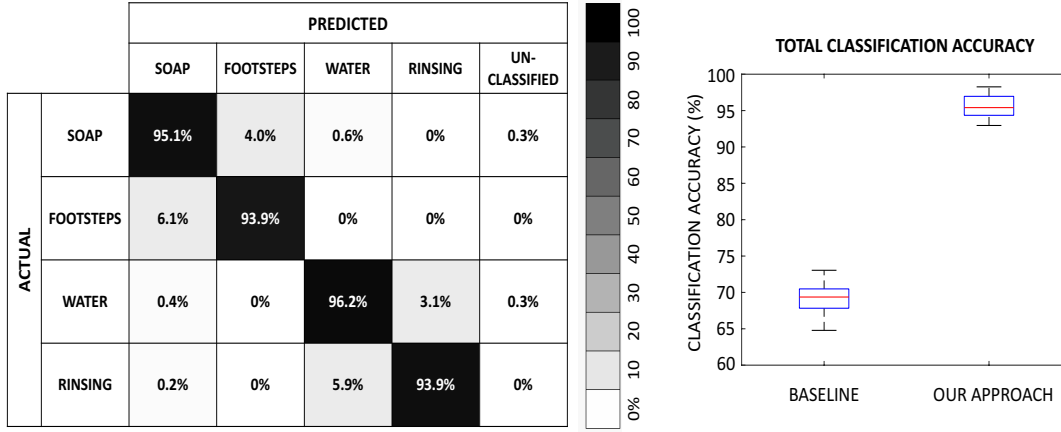 PREDICTED
SOAP FOOTSTEPS WATER RINSING UN-
CLASSIFIED
ACTUAL
SOAP 95.1% 4.0% 0.6% 0% 0.3%
FOOTSTEPS 6.1% 93.9% 0% 0% 0%
WATER 0.4% 0% 96.2% 3.1% 0.3%
RINSING 0.2% 0% 5.9% 93.9% 0%
100
90
80
70
60
50
40
30
20
10
0%
TOTAL CLASSIFICATION ACCURACY
CLASSIFICATION ACCURACY (%)
100
95
90
85
80
75
70
65
60
BASELINE OUR APPROACH